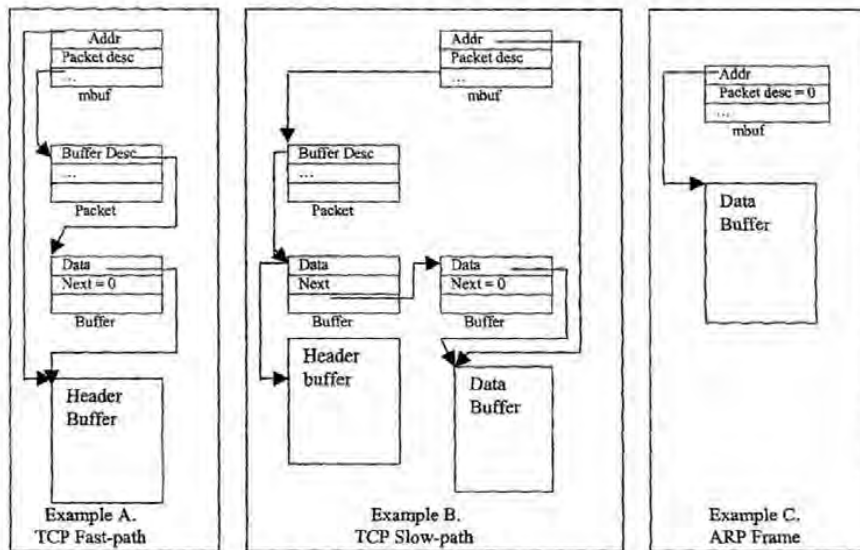 Addr
Packet desc
...
mbuf
Buffer Desc
...
Packet
Data
Next = 0
Buffer
Header
Buffer
Example A.
TCP Fast-path
Addr
Packet desc
...
mbuf
Buffer Desc
...
Packet
Data
Next
Buffer
Data
Next = 0
Buffer
Header
buffer
Data
Buffer
Example B.
TCP Slow-path
Addr
Packet desc = 0
...
mbuf
Data
Buffer
Example C.
ARP Frame